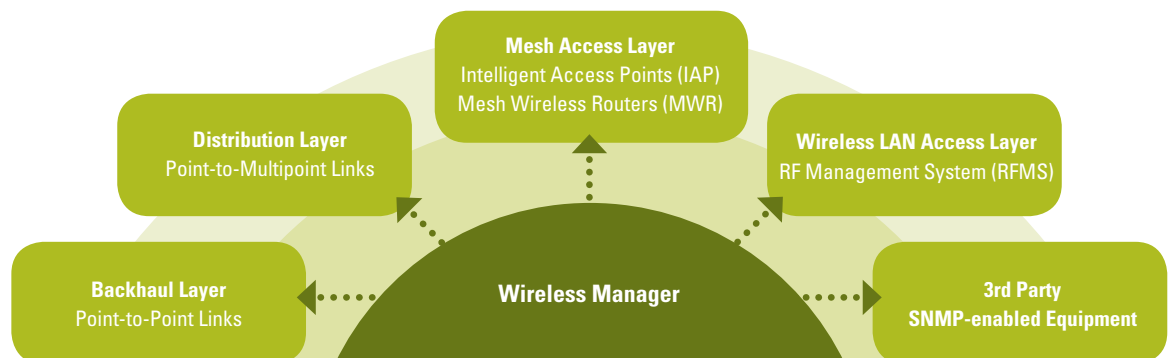 Mesh Access Layer
Intelligent Access Points (IAP)
Mesh Wireless Routers (MWR)
Distribution Layer
Point-to-Multipoint Links
Wireless LAN Access Layer
RF Management System (RFMS)
Backhaul Layer
Point-to-Point Links
Wireless Manager
3rd Party
SNMP-enabled Equipment